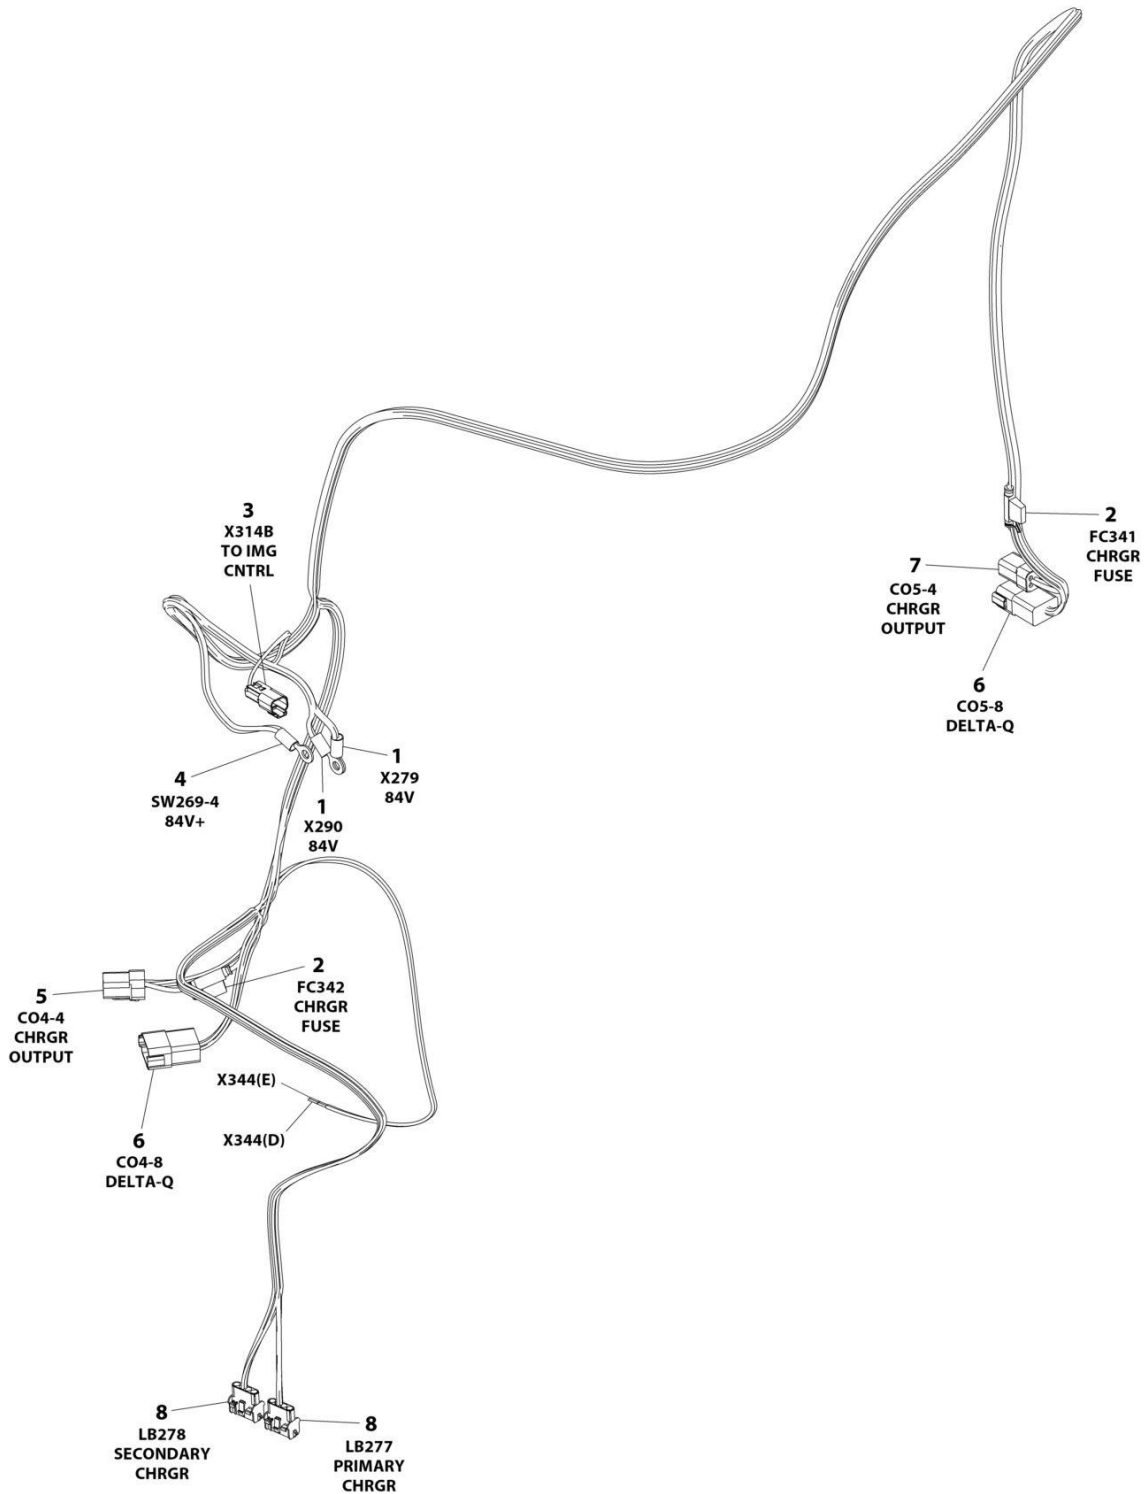 3
X314B
TO IMG
CNTRL
2
FC341
CHRGR
FUSE
7
CO5-4
CHRGR
OUTPUT
6
CO5-8
DELTA-Q
4
SW269-4
84V+
1
X279
84V
1
X290
84V
5
CO4-4
CHRGR
OUTPUT
2
FC342
CHRGR
FUSE
X344(E)
X344(D)
6
CO4-8
DELTA-Q
8
LB278
SECONDARY
CHRGR
8
LB277
PRIMARY
CHRGR